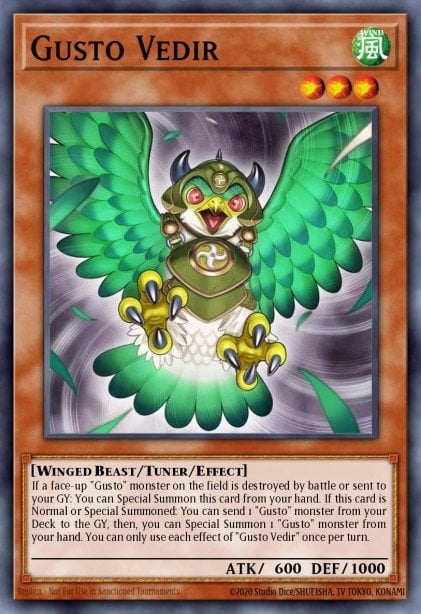 GUSTO VEDIR
WIND
風
[WINGED BEAST/TUNER/EFFECT]
If a face-up "Gusto" monster on the field is destroyed by battle or sent to
your GY: You can Special Summon this card from your hand. If this card is
Normal or Special Summoned: You can send 1 "Gusto" monster from your
Deck to the GY, then, you can Special Summon 1 "Gusto" monster from
your hand. You can only use each effect of "Gusto Vedir" once per turn.
ATK/ 600 DEF/1000
Replica - Not For Use in Sanctioned Tournaments
©2020 Studio Dice/SHUEISHA, TV TOKYO, KONAMI